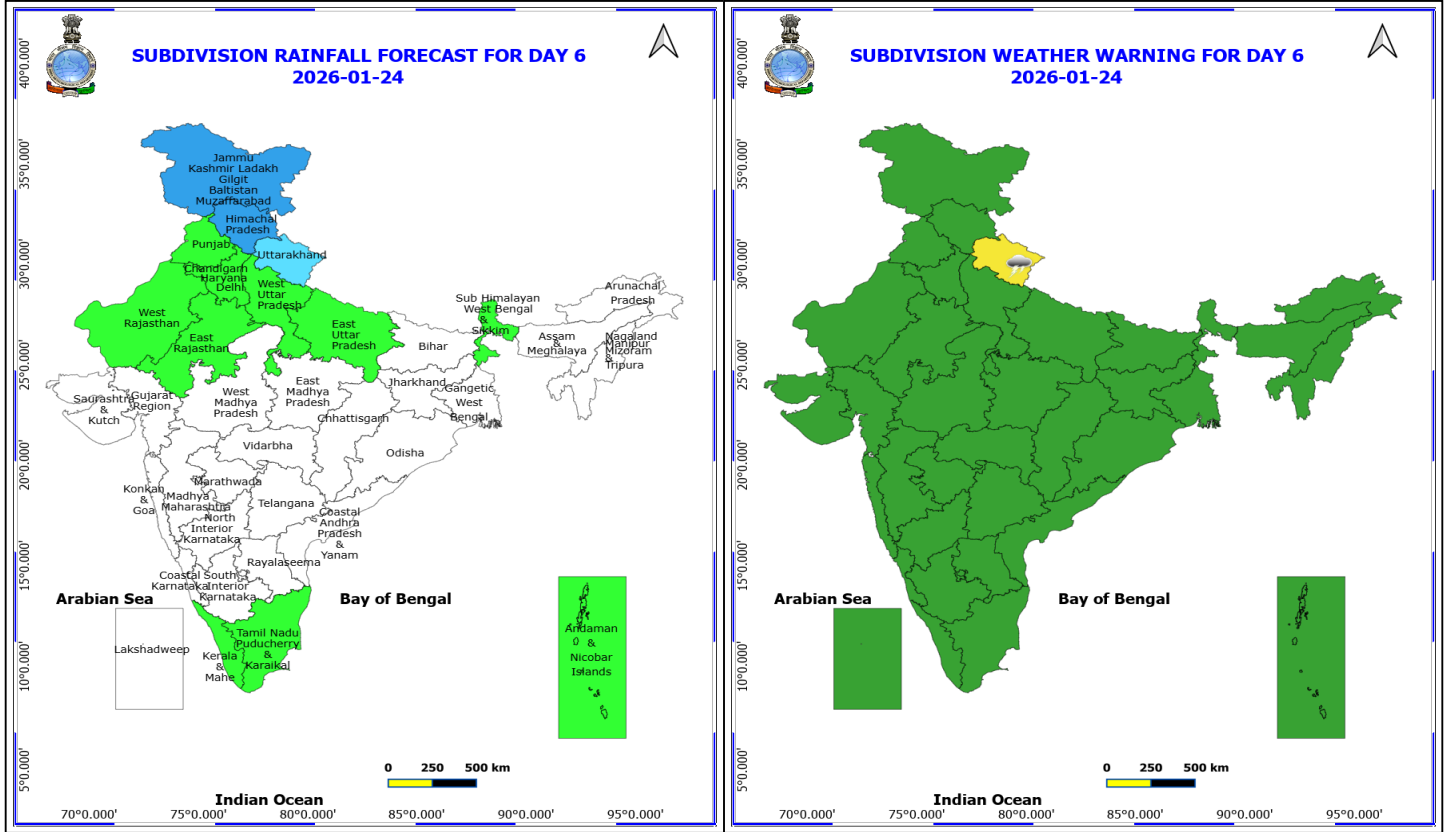 SUBDIVISION RAINFALL FORECAST FOR DAY 6
2026-01-24
40°0.000'
35°0.000'
30°0.000'
25°0.000'
20°0.000'
15°0.000'
10°0.000'
5°0.000'
Jammu
Kashmir Ladakh
Gilgit
Baltistan
Muzaffarabad
Himachal
Pradesh
Punjab
Uttarakhand
Chandigarh
Haryana
Delhi
West
Uttar
Pradesh
West
Rajasthan
East
Rajasthan
East
Uttar
Pradesh
Sub Himalayan
West Bengal
&
Sikkim
Arunachal
Pradesh
Assam
&
Meghalaya
Nagaland
Manipur
Mizoram
&
Tripura
Bihar
Jharkhand
Gangetic
West
Bengal
East
Madhya
Pradesh
West
Madhya
Pradesh
Gujarat
Region
Saurashtra
&
Kutch
Chhattisgarh
Vidarbha
Odisha
Marathwada
Konkan
&
Goa
Madhya
Maharashtra
Telangana
North
Interior
Karnataka
Coastal
Andhra
Pradesh
&
Yanam
Rayalaseema
Coastal
Karnataka
South
Interior
Karnataka
Arabian Sea
Bay of Bengal
Lakshadweep
Kerala
&
Mahe
Tamil Nadu
Puducherry
&
Karaikal
Andaman
&
Nicobar
Islands
0 250 500 km
Indian Ocean
70°0.000' 75°0.000' 80°0.000' 85°0.000' 90°0.000' 95°0.000'
SUBDIVISION WEATHER WARNING FOR DAY 6
2026-01-24
40°0.000'
35°0.000'
30°0.000'
25°0.000'
20°0.000'
15°0.000'
10°0.000'
5°0.000'
Arabian Sea
Bay of Bengal
0 250 500 km
Indian Ocean
70°0.000' 75°0.000' 80°0.000' 85°0.000' 90°0.000' 95°0.000'